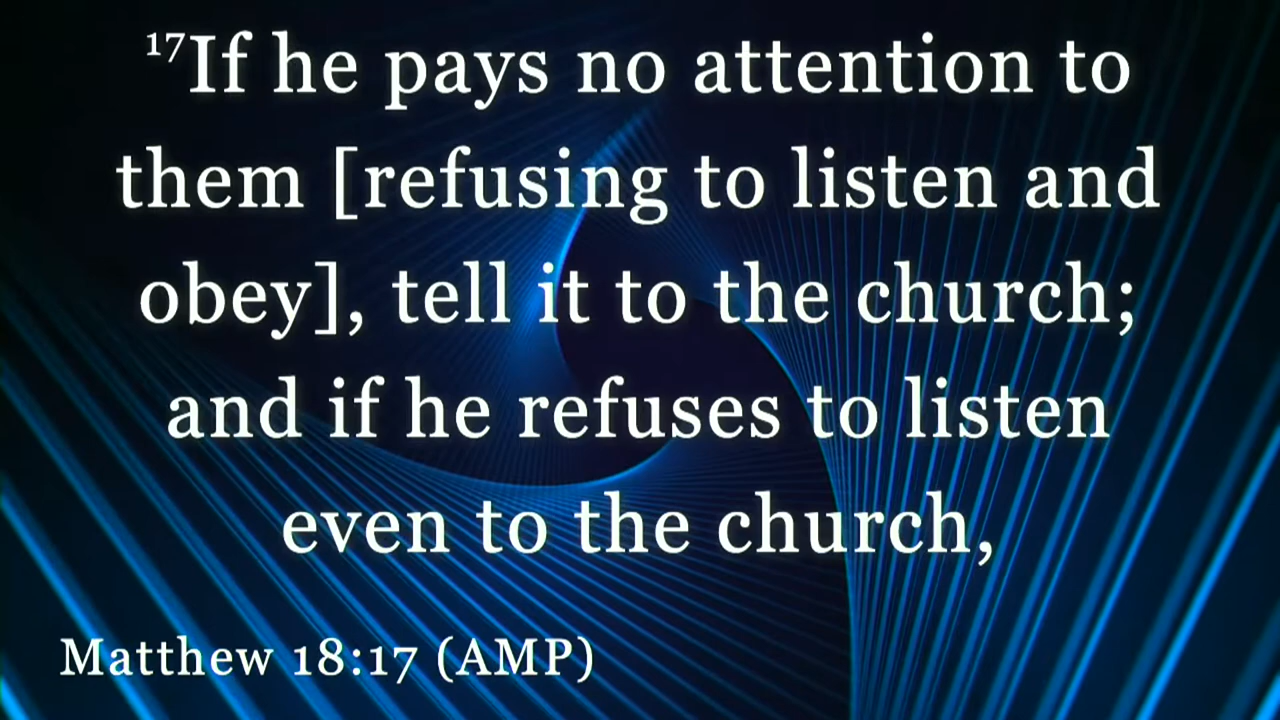 ¹⁷If he pays no attention to
them [refusing to listen and
obey], tell it to the church;
and if he refuses to listen
even to the church,
Matthew 18:17 (AMP)